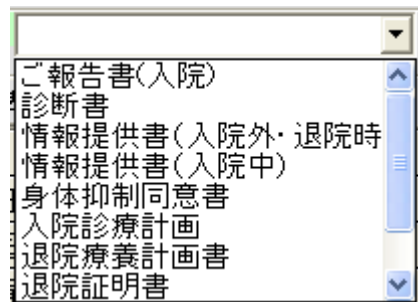 ご報告書(入院)
診断書
情報提供書(入院外・退院時
情報提供書(入院中)
身体抑制同意書
入院診療計画
退院療養計画書
退院証明書